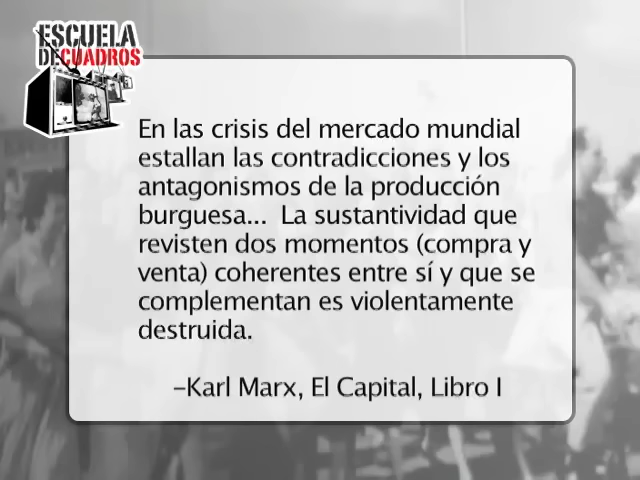 ESCUELA
DECUADROS
En las crisis del mercado mundial
estallan las contradicciones y los
antagonismos de la producción
burguesa... La sustantividad que
revisten dos momentos (compra y
venta) coherentes entre sí y que se
complementan es violentamente
destruida.
–Karl Marx, El Capital, Libro I